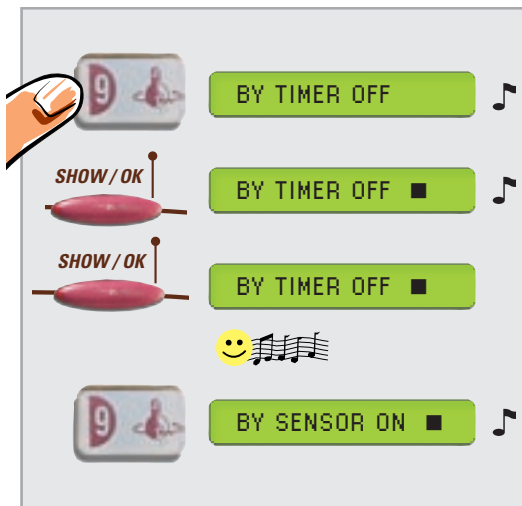 9
BY TIMER OFF
SHOW / OK
BY TIMER OFF ■
SHOW / OK
BY TIMER OFF ■
9
BY SENSOR ON ■